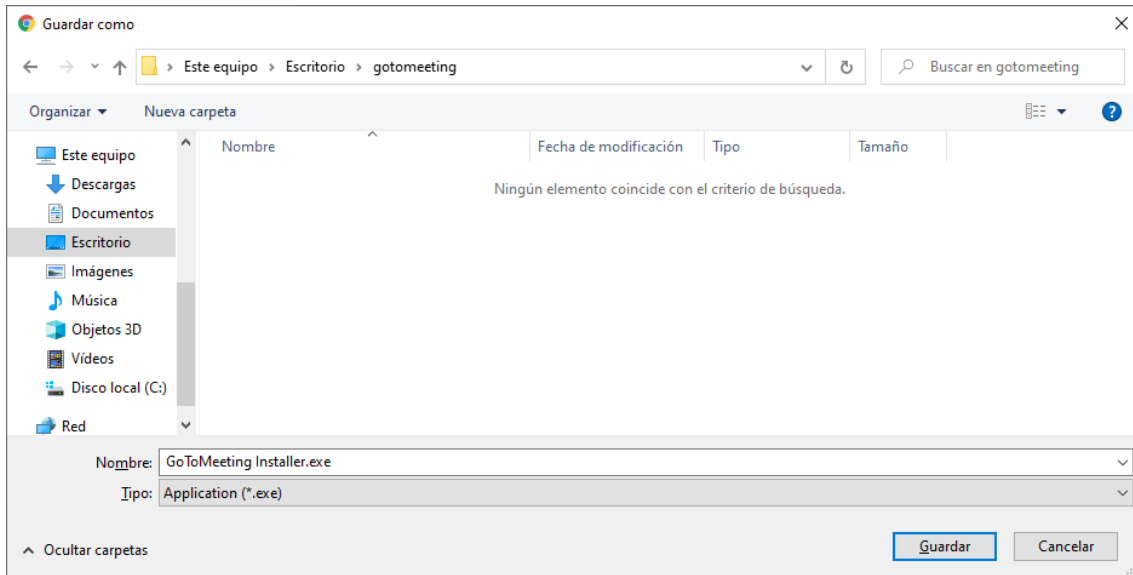 Guardar como
Este equipo > Escritorio > gotomeeting
Buscar en gotomeeting
Organizar
Nueva carpeta
Nombre
Fecha de modificación
Tipo
Tamaño
Ningún elemento coincide con el criterio de búsqueda.
Este equipo
Descargas
Documentos
Escritorio
Imágenes
Música
Objetos 3D
Vídeos
Disco local (C:)
Red
Nombre: GoToMeeting Installer.exe
Tipo: Application (*.exe)
Ocultar carpetas
Guardar
Cancelar